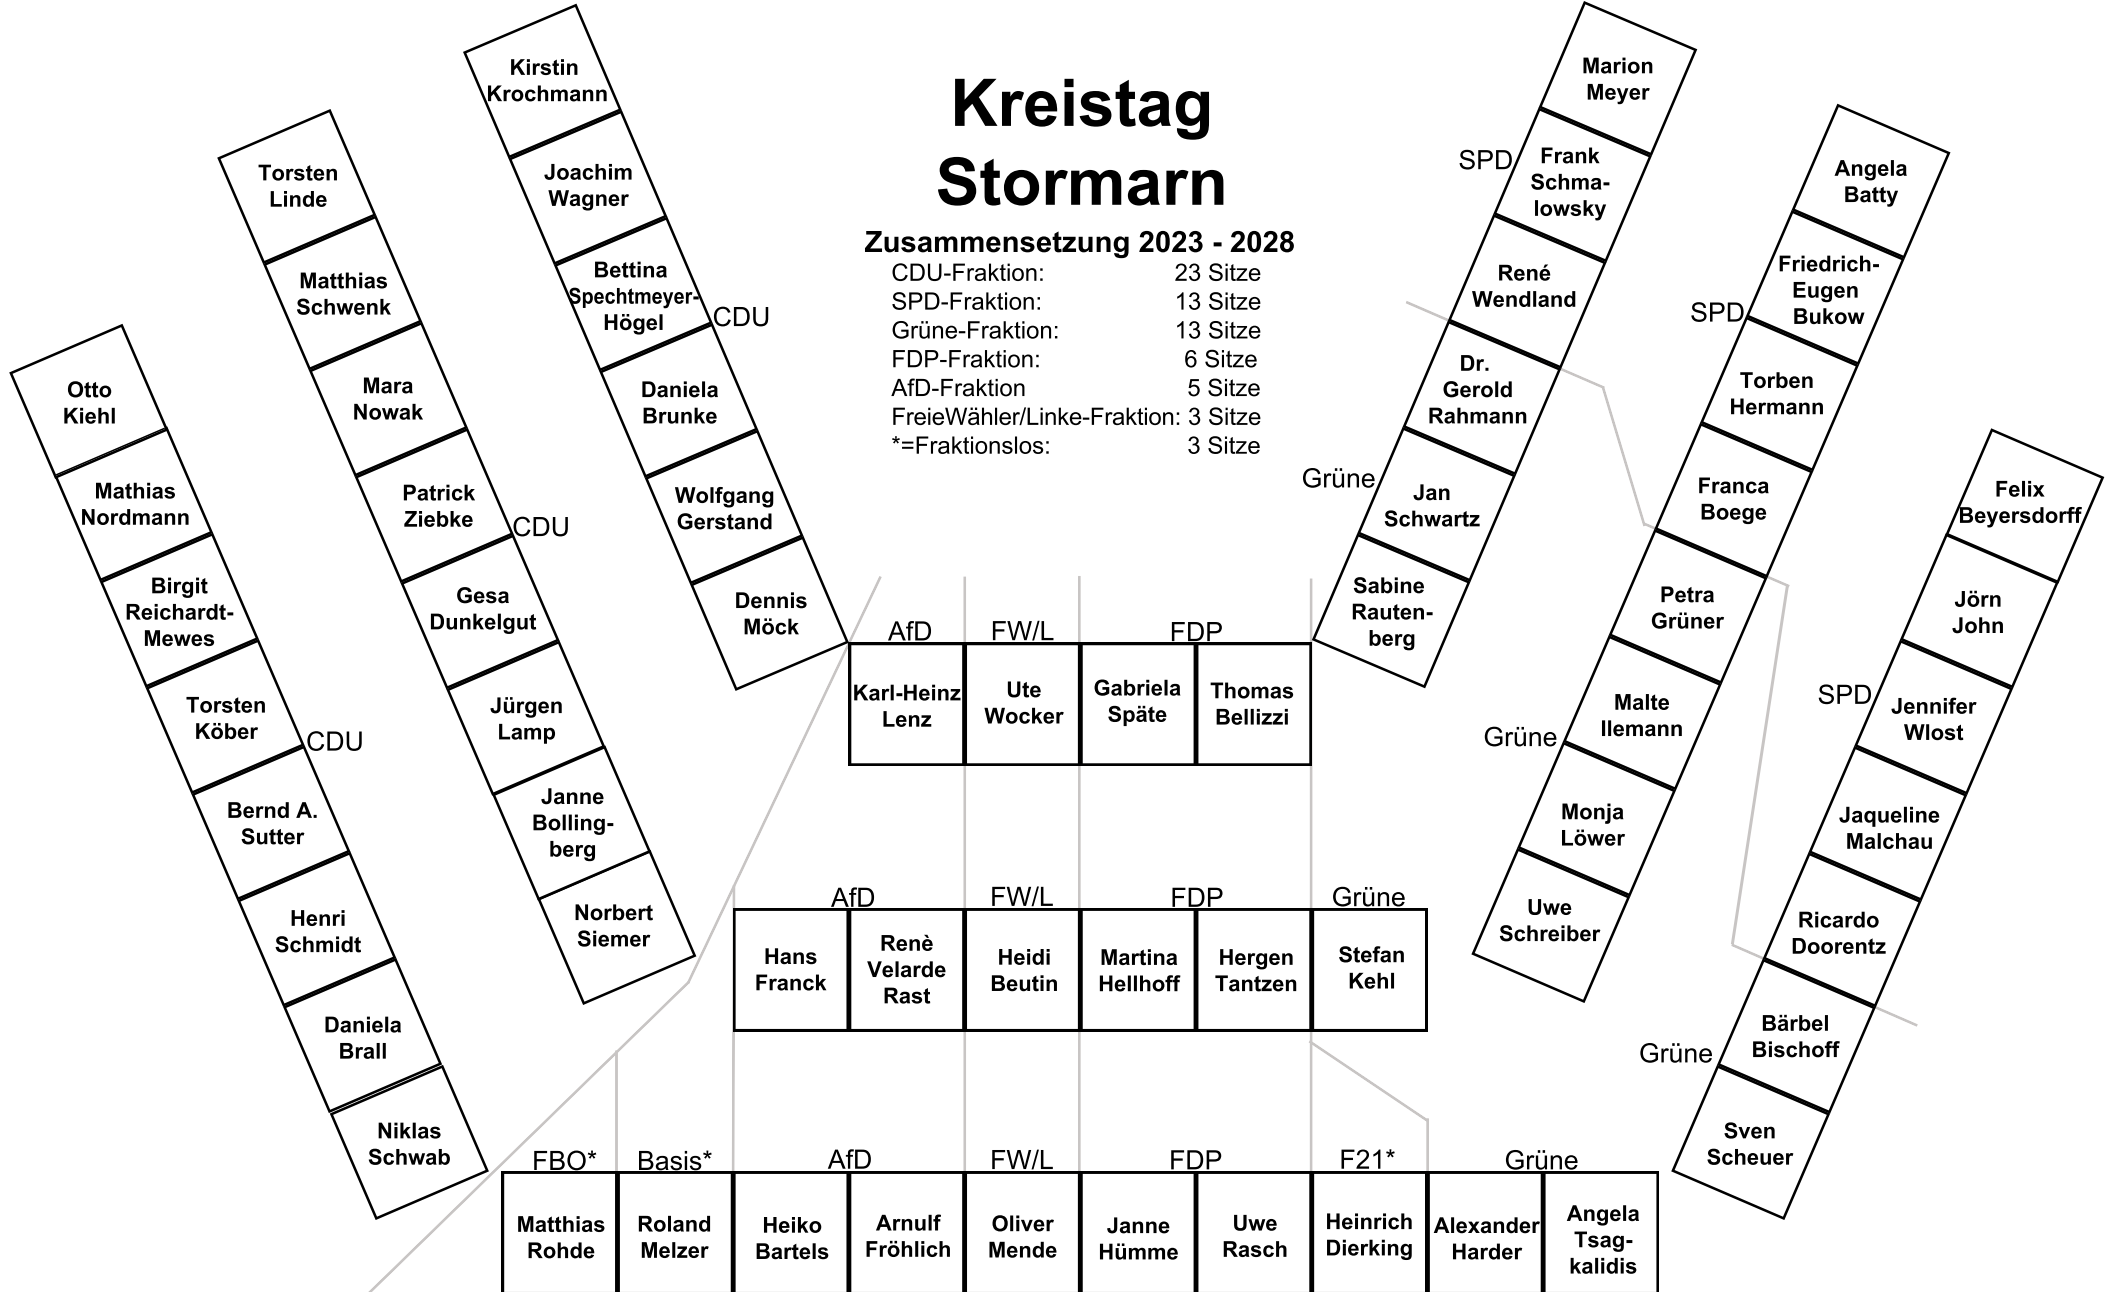 Kreistag
Stormarn
Zusammensetzung 2023 - 2028
CDU-Fraktion: 23 Sitze
SPD-Fraktion: 13 Sitze
Grüne-Fraktion: 13 Sitze
FDP-Fraktion: 6 Sitze
AfD-Fraktion 5 Sitze
FreieWähler/Linke-Fraktion: 3 Sitze
*=Fraktionslos: 3 Sitze
Otto
Kiehl
Mathias
Nordmann
Birgit
Reichardt-
Mewes
Torsten
Köber
CDU
Bernd A.
Sutter
Henri
Schmidt
Daniela
Brall
Niklas
Schwab
Torsten
Linde
Matthias
Schwenk
Mara
Nowak
Patrick
Ziebke
CDU
Gesa
Dunkelgut
Jürgen
Lamp
Janne
Bolling-
berg
Norbert
Siemer
Kirstin
Krochmann
Joachim
Wagner
Bettina
Spechtmeyer-
Högel
CDU
Daniela
Brunke
Wolfgang
Gerstand
Dennis
Möck
AfD FW/L FDP
Karl-Heinz
Lenz
Ute
Wocker
Gabriela
Späte
Thomas
Bellizzi
AfD FW/L FDP Grüne
Hans
Franck
Renè
Velarde
Rast
Heidi
Beutin
Martina
Hellhoff
Hergen
Tantzen
Stefan
Kehl
FBO* Basis* AfD FW/L FDP F21* Grüne
Matthias
Rohde
Roland
Melzer
Heiko
Bartels
Arnulf
Fröhlich
Oliver
Mende
Janne
Hümme
Uwe
Rasch
Heinrich
Dierking
Alexander
Harder
Angela
Tsag-
kalidis
Marion
Meyer
SPD
Frank
Schma-
lowsky
René
Wendland
Dr.
Gerold
Rahmann
Grüne
Jan
Schwartz
Sabine
Rauten-
berg
Angela
Batty
Friedrich-
Eugen
Bukow
SPD
Torben
Hermann
Franca
Boege
Petra
Grüner
Malte
Ilemann
Grüne
Monja
Löwer
Uwe
Schreiber
Felix
Beyersdorff
Jörn
John
SPD
Jennifer
Wlost
Jaqueline
Malchau
Ricardo
Doorentz
Bärbel
Bischoff
Grüne
Sven
Scheuer